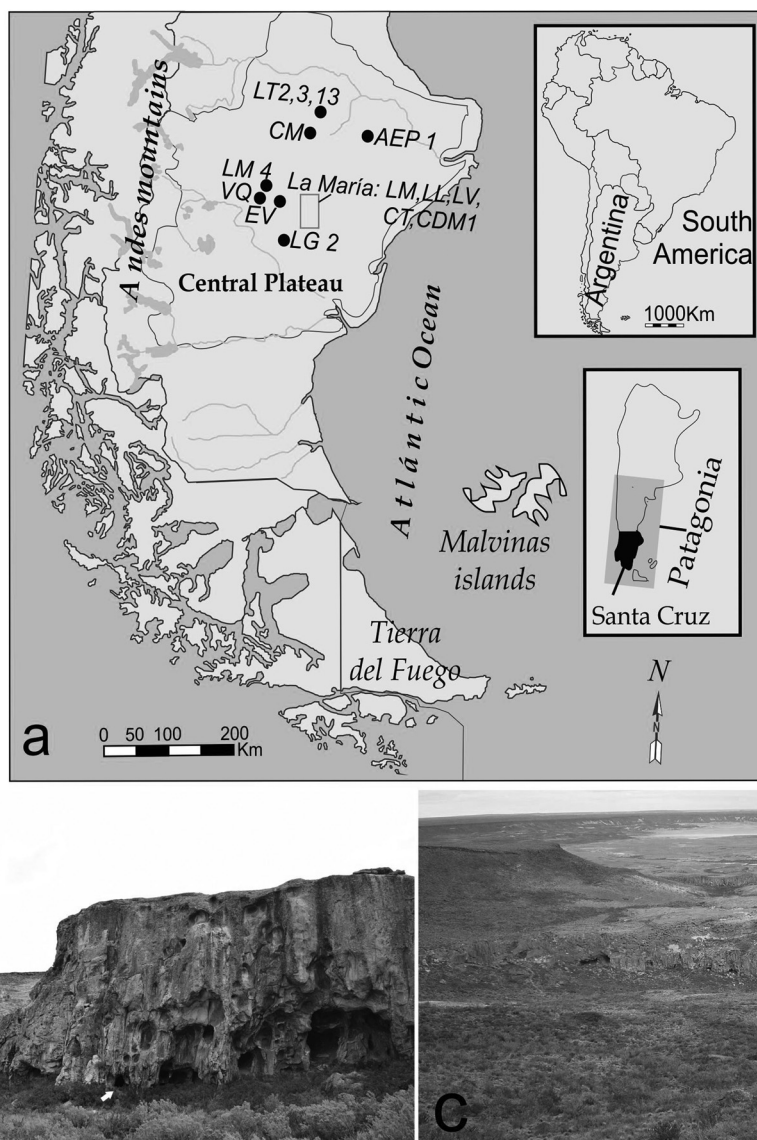 LT2,3,13
CM
AEP 1
LM 4
VQ
EV
La María: LM,LL,LV,
CT,CDM1
LG 2
Andes mountains
Central Plateau
Atlántic Ocean
Malvinas
islands
Tierra
del Fuego
a
0 50 100 200
Km
South
America
Argentina
1000Km
Patagonia
Santa Cruz
N
N
c